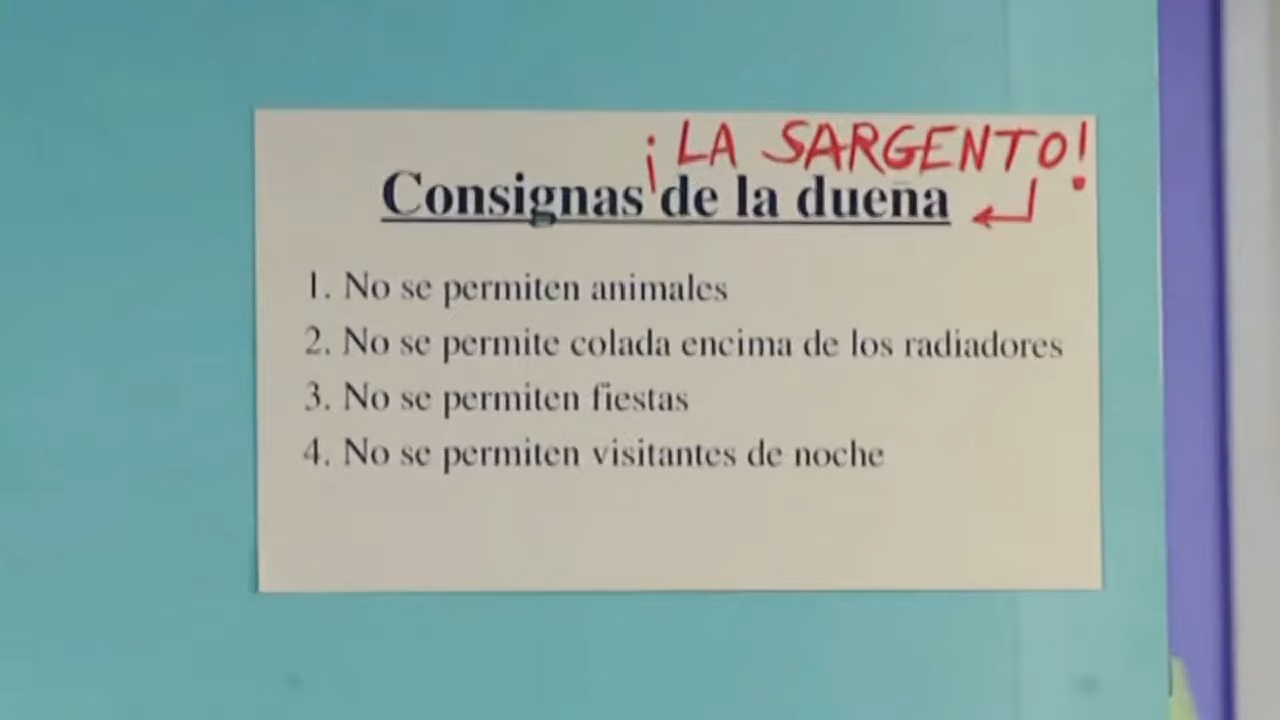 ¡LA SARGENTO!
Consignas de la dueña
1. No se permiten animales
2. No se permite colada encima de los radiadores
3. No se permiten fiestas
4. No se permiten visitantes de noche